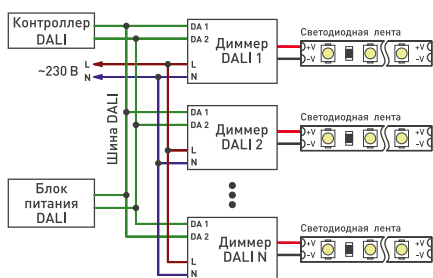 Контроллер
DALI
L
~230 В
N
Шина DALI
Блок
питания
DALI
DA 1
DA 2
L
N
Диммер
DALI 1
Светодиодная лента
+V
-V
+V
-V
DA 1
DA 2
L
N
Диммер
DALI 2
Светодиодная лента
+V
-V
+V
-V
DA 1
DA 2
L
N
Диммер
DALI N
Светодиодная лента
+V
-V
+V
-V